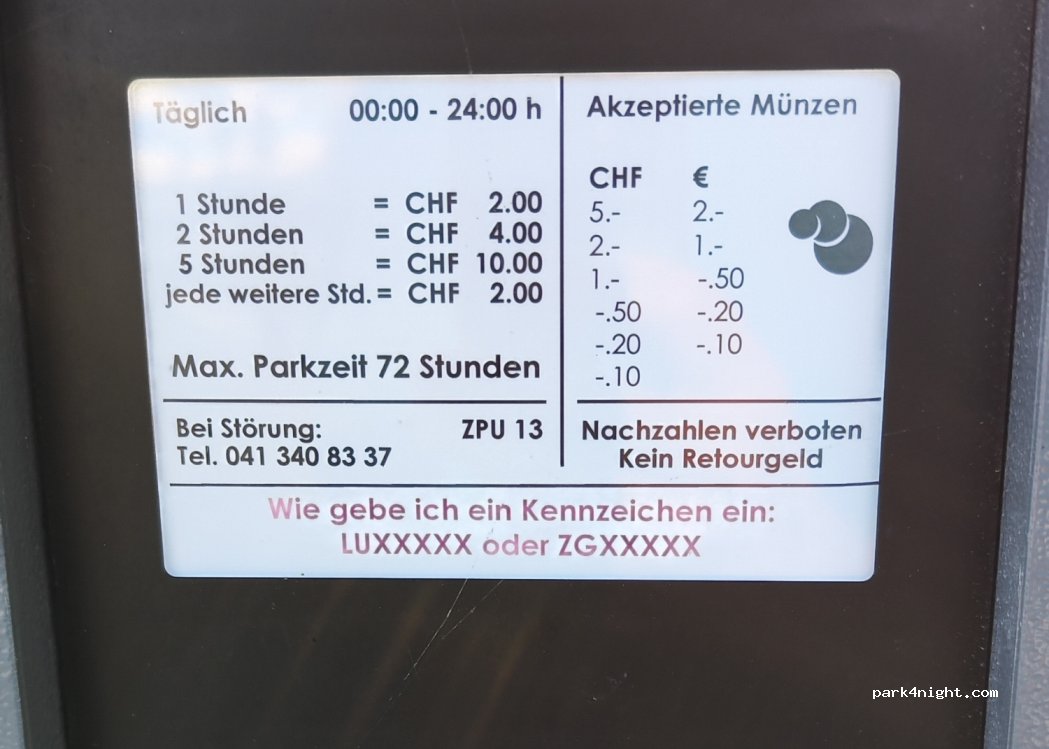 Täglich 00:00 - 24:00 h
1 Stunde = CHF 2.00
2 Stunden = CHF 4.00
5 Stunden = CHF 10.00
jede weitere Std. = CHF 2.00
Max. Parkzeit 72 Stunden
Bei Störung: ZPU 13
Tel. 041 340 83 37
Akzeptierte Münzen
CHF €
5.- 2.-
2.- 1.-
1.- -.50
-.50 -.20
-.20 -.10
-.10
Nachzahlen verboten
Kein Retourgeld
Wie gebe ich ein Kennzeichen ein:
LUXXXXX oder ZGXXXXX
park4night.com